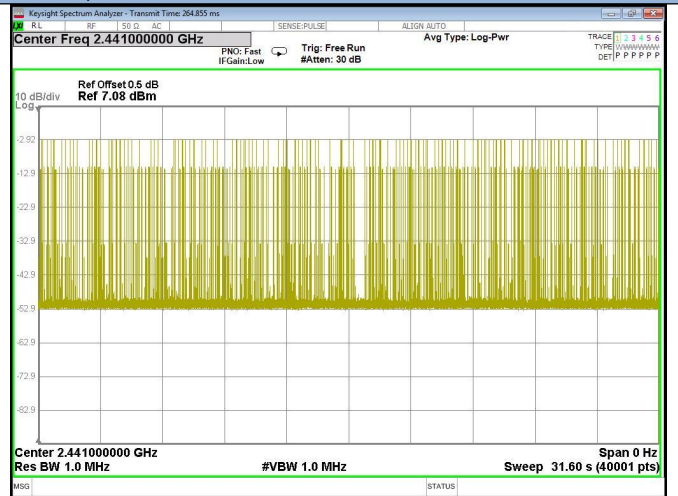 Keysight Spectrum Analyzer - Transmit Time: 264.855 ms
LXI RL RF 50 Ω AC SENSE:PULSE ALIGN AUTO
Center Freq 2.441000000 GHz Avg Type: Log-Pwr TRACE 1 2 3 4 5 6
PNO: Fast Trig: Free Run TYPE WWWWWW
IFGain:Low #Atten: 30 dB DET P P P P P P
Ref Offset 0.5 dB
10 dB/div Ref 7.08 dBm
Log
-2.92
-12.9
-22.9
-32.9
-42.9
-52.9
-62.9
-72.9
-82.9
Center 2.441000000 GHz Span 0 Hz
Res BW 1.0 MHz #VBW 1.0 MHz Sweep 31.60 s (40001 pts)
MSG STATUS